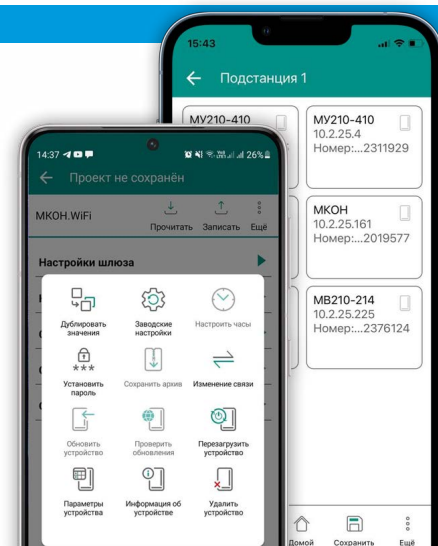 15:43
Подстанция 1
МУ210-410
МУ210-410
10.2.25.4
Номер:...2311929
МКОН
10.2.25.161
Номер:...2019577
МВ210-214
10.2.25.225
Номер:...2376124
Домой
Сохранить
Ещё
14:37
26%
Проект не сохранён
МКОН.WiFi
Прочитать
Записать
Ещё
Настройки шлюза
Дублировать
значения
Заводские
настройки
Настроить часы
***
Установить
пароль
Сохранить архив
Изменение связи
Обновить
устройство
Проверить
обновления
Перезагрузить
устройство
Параметры
устройства
Информация об
устройстве
Удалить
устройство